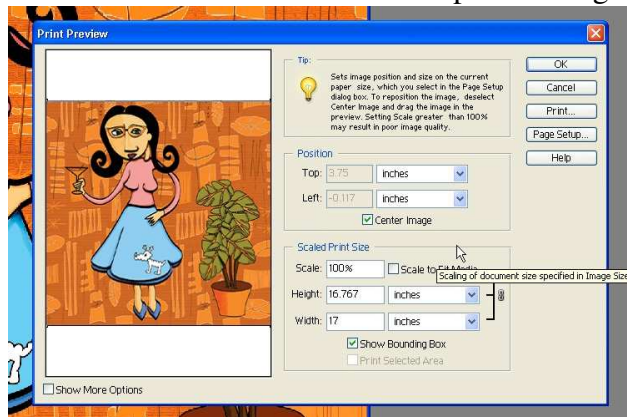 Print Preview
Tip:
Sets image position and size on the current
paper size, which you select in the Page Setup
dialog box. To reposition the image, deselect
Center Image and drag the image in the
preview. Setting Scale greater than 100%
may result in poor image quality.
OK
Cancel
Print...
Page Setup...
Help
Position
Top: 3.75 inches
Left: -0.117 inches
Center Image
Scaled Print Size
Scale: 100% Scale to Fit Media
Scaling of document size specified in Image Size
Height: 16.767 inches
Width: 17 inches
Show Bounding Box
Print Selected Area
Show More Options